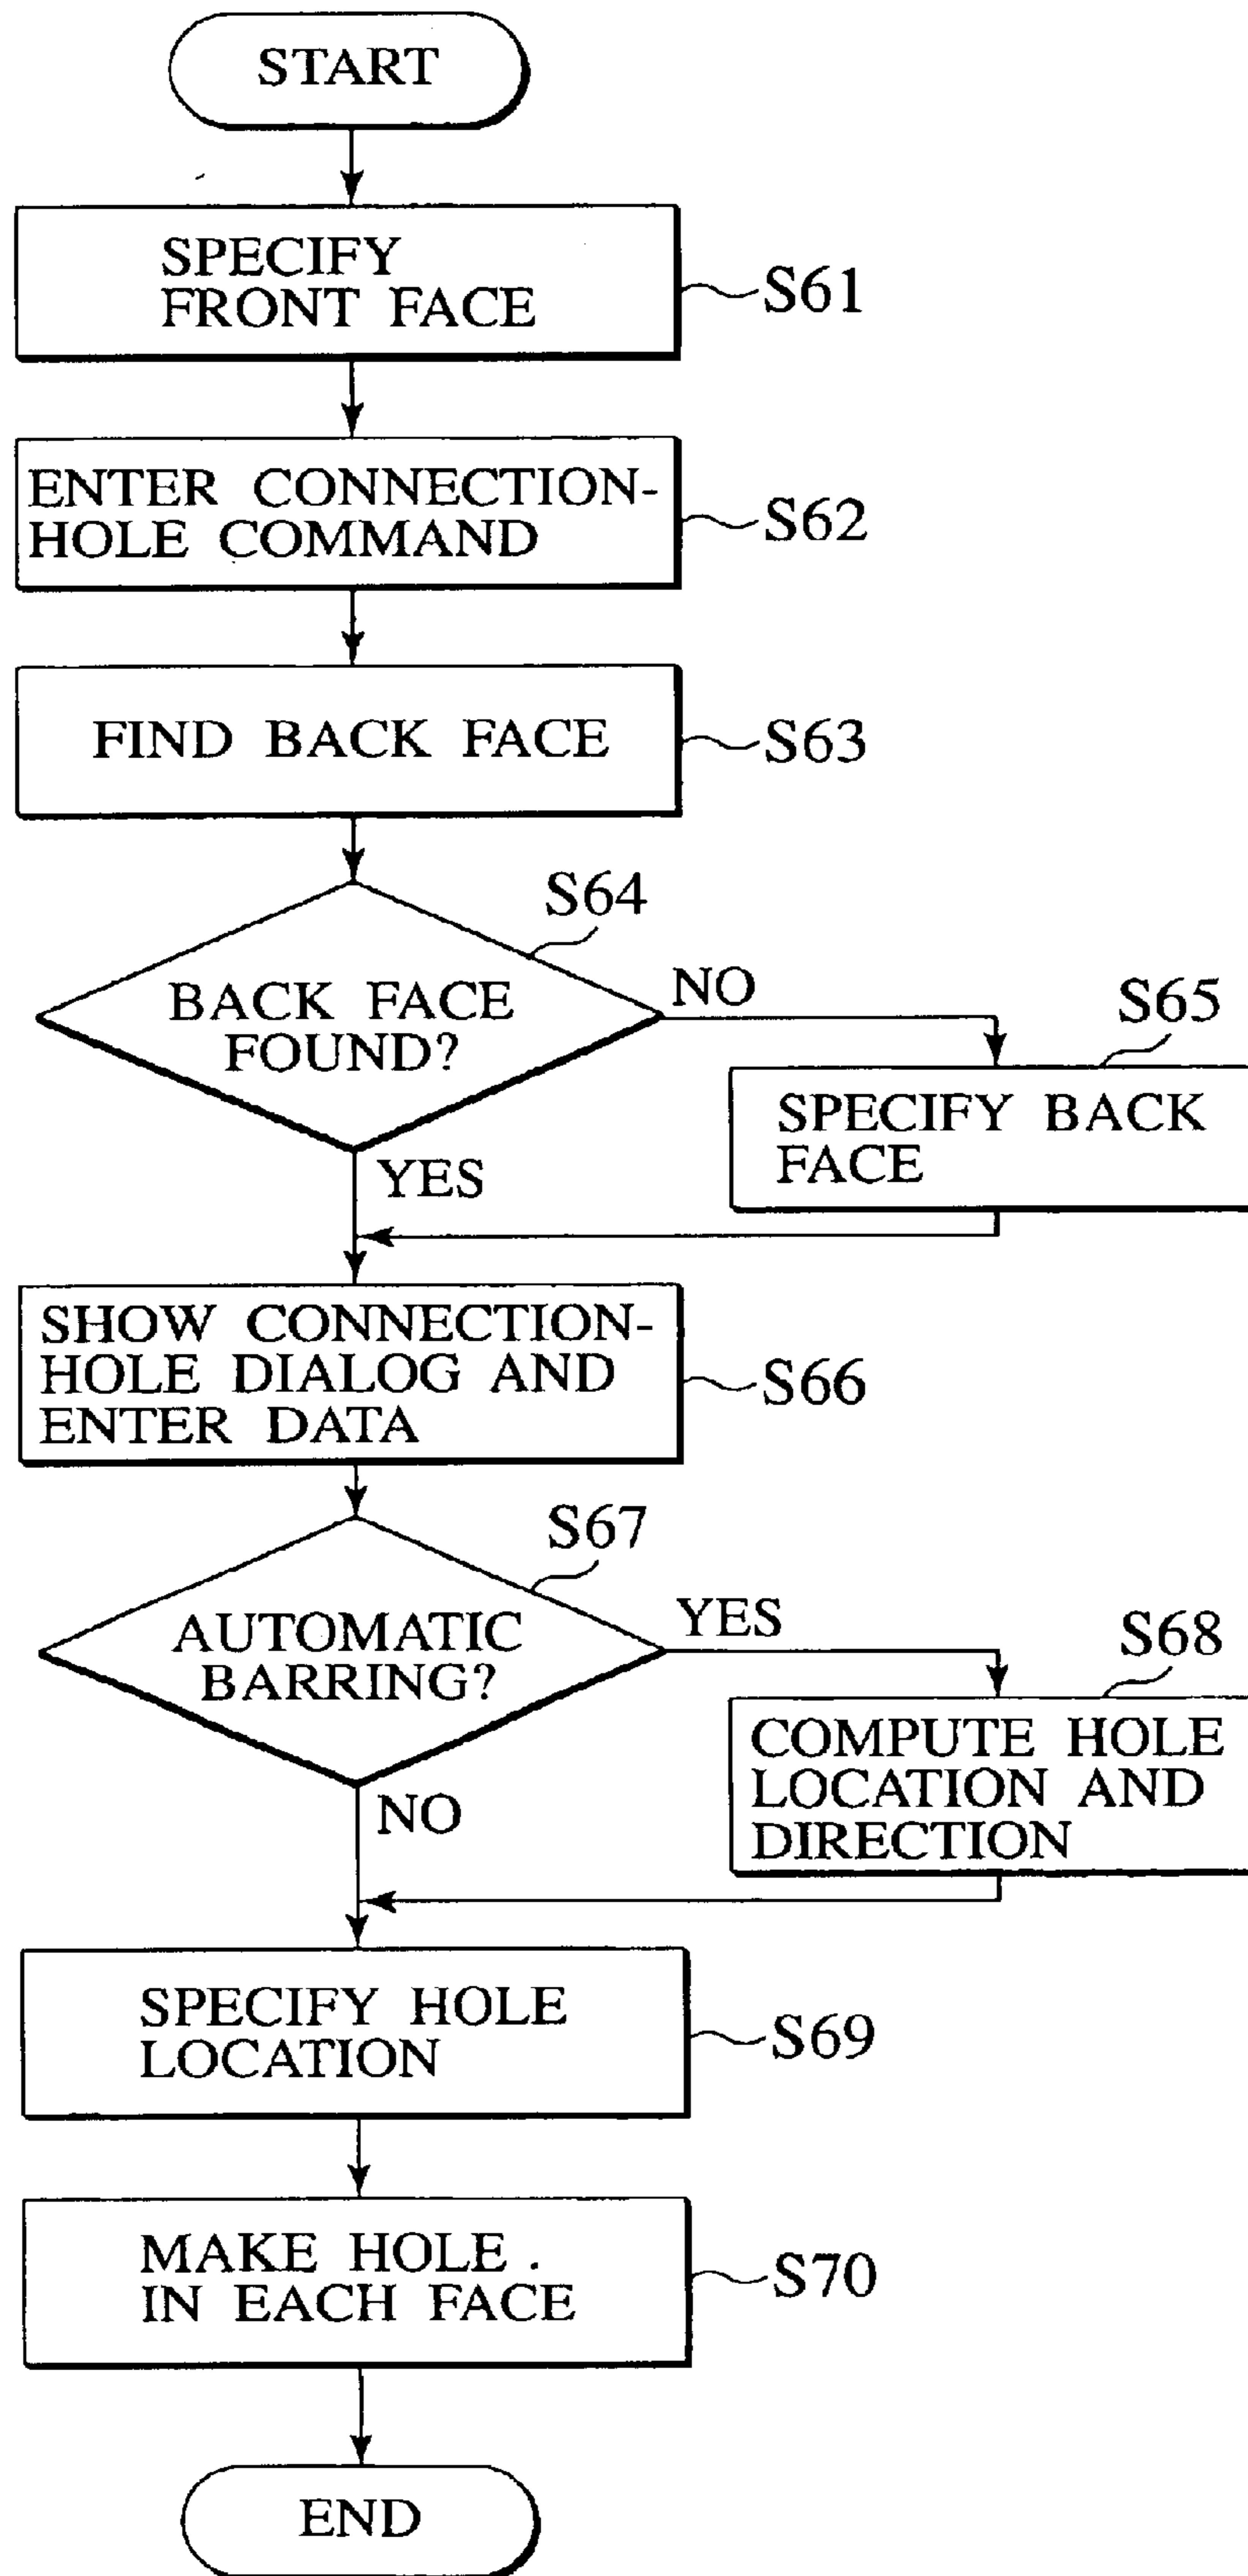 START
SPECIFY
FRONT FACE
S61
ENTER CONNECTION-
HOLE COMMAND
S62
FIND BACK FACE
S63
S64
BACK FACE
FOUND?
NO
S65
SPECIFY BACK
FACE
YES
SHOW CONNECTION-
HOLE DIALOG AND
ENTER DATA
S66
S67
AUTOMATIC
BARRING?
YES
S68
COMPUTE HOLE
LOCATION AND
DIRECTION
NO
SPECIFY HOLE
LOCATION
S69
MAKE HOLE
IN EACH FACE
S70
END